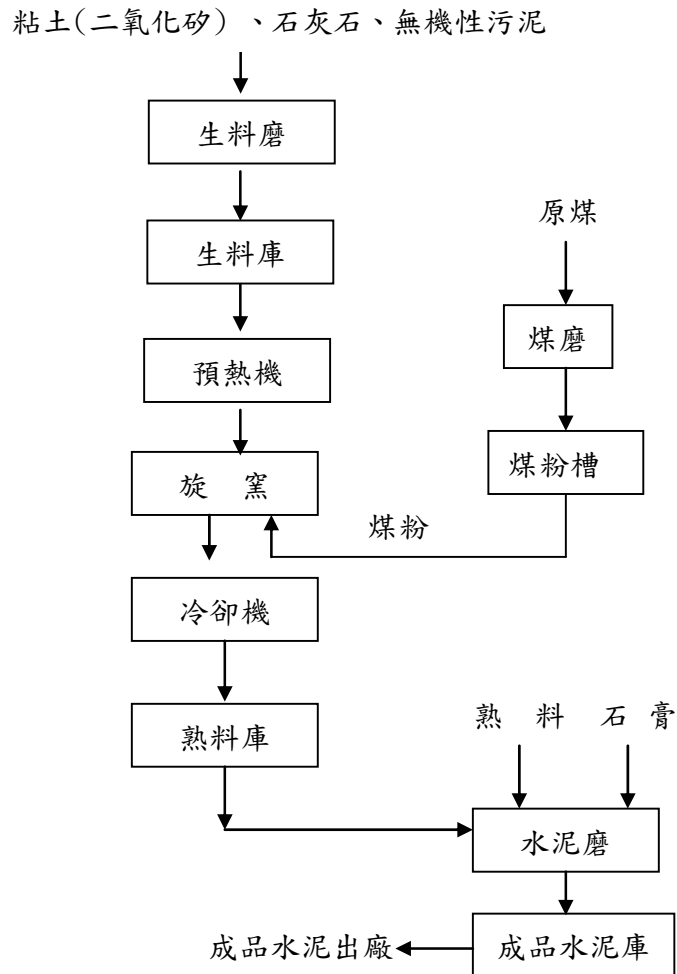 粘土(二氧化矽) 、石灰石、無機性污泥
生料磨
生料庫
原煤
預熱機
煤磨
旋 窯
煤粉槽
煤粉
冷卻機
熟料庫
熟 料 石 膏
水泥磨
成品水泥出廠
成品水泥庫